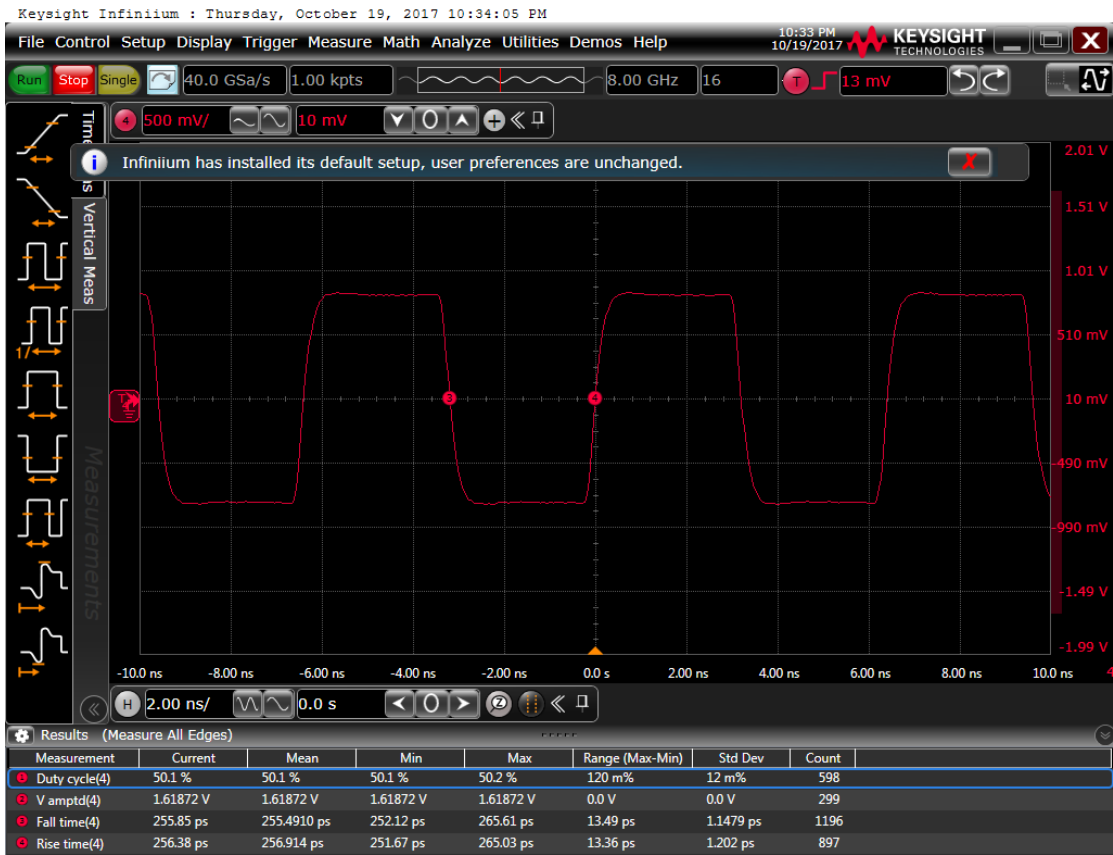 Keysight Infiniium : Thursday, October 19, 2017 10:34:05 PM
File Control Setup Display Trigger Measure Math Analyze Utilities Demos Help
10:33 PM
10/19/2017
KEYSIGHT
TECHNOLOGIES
X
Run Stop Single 40.0 GSa/s 1.00 kpts 8.00 GHz 16 T 13 mV
4 500 mV/ 10 mV 0
i Infiniium has installed its default setup, user preferences are unchanged. X
Vertical Meas
1/
Measurements
2.01 V
1.51 V
1.01 V
510 mV
10 mV
-490 mV
-990 mV
-1.49 V
-1.99 V
T
3 4
-10.0 ns -8.00 ns -6.00 ns -4.00 ns -2.00 ns 0.0 s 2.00 ns 4.00 ns 6.00 ns 8.00 ns 10.0 ns
H 2.00 ns/ 0.0 s 0 Z
Results (Measure All Edges)
Measurement Current Mean Min Max Range (Max-Min) Std Dev Count
1 Duty cycle(4) 50.1 % 50.1 % 50.1 % 50.2 % 120 m% 12 m% 598
2 V amptd(4) 1.61872 V 1.61872 V 1.61872 V 1.61872 V 0.0 V 0.0 V 299
3 Fall time(4) 255.85 ps 255.4910 ps 252.12 ps 265.61 ps 13.49 ps 1.1479 ps 1196
4 Rise time(4) 256.38 ps 256.914 ps 251.67 ps 265.03 ps 13.36 ps 1.202 ps 897